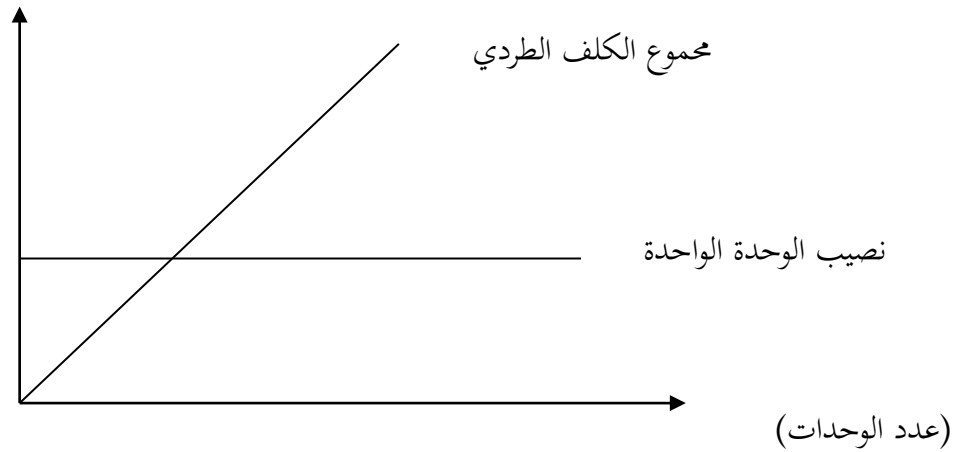 مجموع الكلف الطردي
نصيب الوحدة الواحدة
(عدد الوحدات)